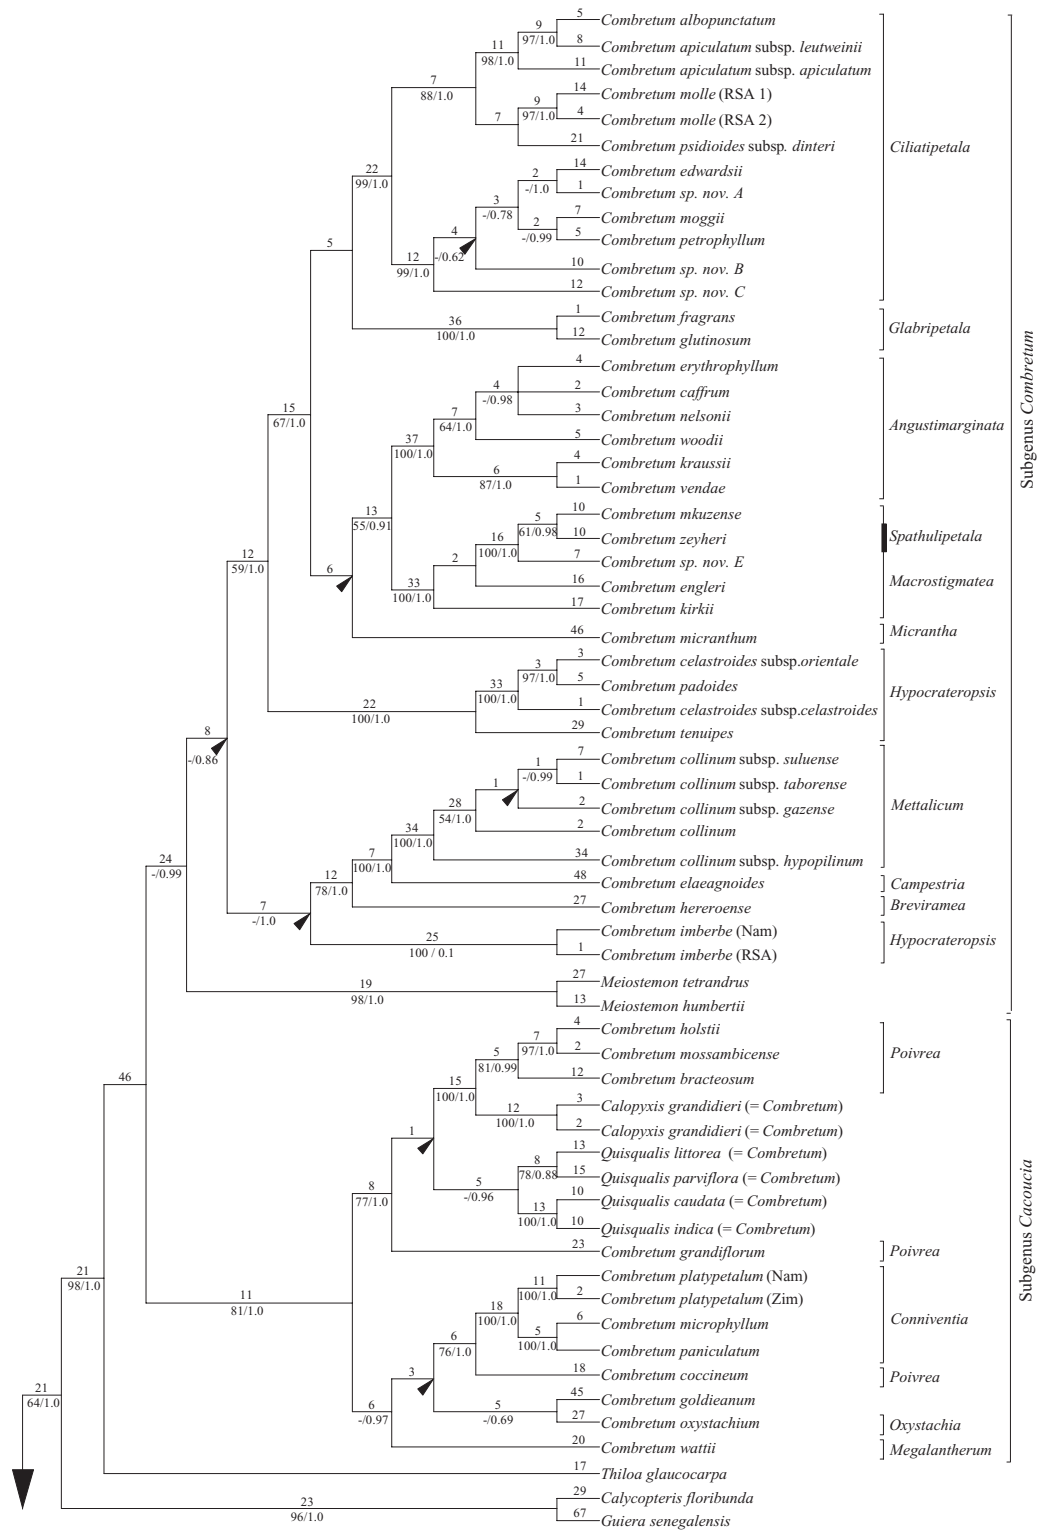 5
Combretum albopunctatum
9
97/1.0
8
Combretum apiculatum subsp. leutweinii
11
98/1.0
11
Combretum apiculatum subsp. apiculatum
7
88/1.0
14
Combretum molle (RSA 1)
9
97/1.0
4
Combretum molle (RSA 2)
7
21
Combretum psidioides subsp. dinteri
Ciliatipetala
22
99/1.0
14
Combretum edwardsii
2
-/1.0
1
Combretum sp. nov. A
3
-/0.78
7
Combretum moggii
2
-/0.99
5
Combretum petrophyllum
4
-/0.62
10
Combretum sp. nov. B
12
99/1.0
12
Combretum sp. nov. C
5
1
Combretum fragrans
36
100/1.0
12
Combretum glutinosum
Glabripetala
4
Combretum erythrophyllum
4
-/0.98
2
Combretum caffrum
3
Combretum nelsonii
7
64/1.0
5
Combretum woodii
Angustimarginata
15
67/1.0
37
100/1.0
4
Combretum kraussii
6
87/1.0
1
Combretum vendae
13
55/0.91
10
Combretum mkuzense
5
61/0.98
10
Combretum zeyheri
Spathulipetala
16
100/1.0
7
Combretum sp. nov. E
2
16
Combretum engleri
Macrostigmatea
33
100/1.0
17
Combretum kirkii
6
46
Combretum micranthum
Micrantha
12
59/1.0
3
Combretum celastroides subsp.orientale
3
97/1.0
5
Combretum padoides
33
100/1.0
1
Combretum celastroides subsp.celastroides
22
100/1.0
29
Combretum tenuipes
Hypocrateropsis
8
-/0.86
7
Combretum collinum subsp. suluense
1
-/0.99
1
Combretum collinum subsp. taborense
1
2
Combretum collinum subsp. gazense
28
54/1.0
2
Combretum collinum
Mettalicum
34
100/1.0
34
Combretum collinum subsp. hypopilinum
7
100/1.0
48
Combretum elaeagnoides
Campestria
12
78/1.0
27
Combretum hereroense
Breviramea
7
-/1.0
Combretum imberbe (Nam)
25
100 / 0.1
1
Combretum imberbe (RSA)
Hypocrateropsis
24
-/0.99
27
Meiostemon tetrandrus
19
98/1.0
13
Meiostemon humbertii
Subgenus Combretum
4
Combretum holstii
7
97/1.0
2
Combretum mossambicense
5
81/0.99
12
Combretum bracteosum
Poivrea
46
15
100/1.0
3
Calopyxis grandidieri (= Combretum)
12
100/1.0
2
Calopyxis grandidieri (= Combretum)
1
13
Quisqualis littorea (= Combretum)
8
78/0.88
15
Quisqualis parviflora (= Combretum)
5
-/0.96
10
Quisqualis caudata (= Combretum)
13
100/1.0
10
Quisqualis indica (= Combretum)
8
77/1.0
23
Combretum grandiflorum
Poivrea
21
98/1.0
11
81/1.0
Combretum platypetalum (Nam)
11
100/1.0
2
Combretum platypetalum (Zim)
18
100/1.0
6
Combretum microphyllum
5
100/1.0
Combretum paniculatum
Conniventia
6
76/1.0
18
Combretum coccineum
Poivrea
3
45
Combretum goldieanum
5
-/0.69
27
Combretum oxystachium
Oxystachia
6
-/0.97
20
Combretum wattii
Megalantherum
Subgenus Cacoucia
21
64/1.0
17
Thiloa glaucocarpa
29
Calycopteris floribunda
23
96/1.0
67
Guiera senegalensis